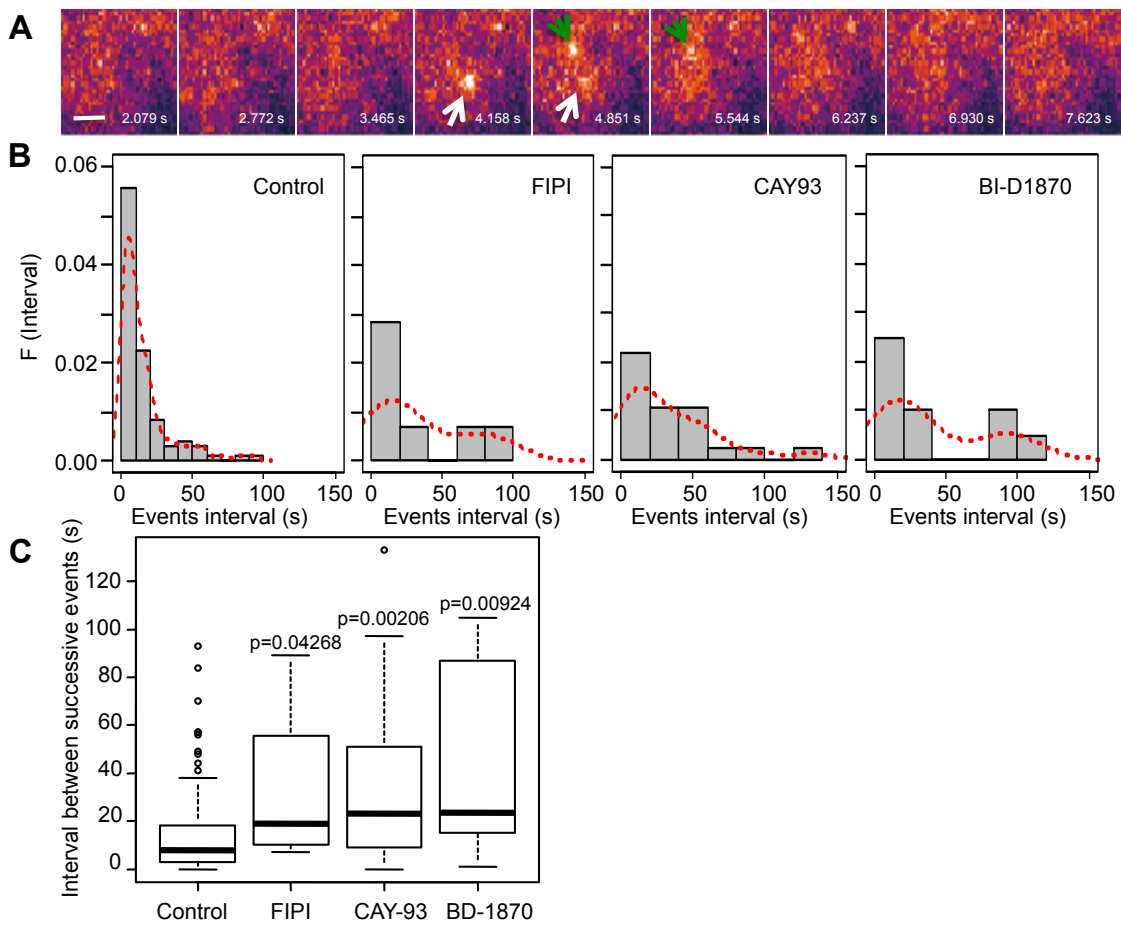 A
2.079 s 2.772 s 3.465 s 4.158 s 4.851 s 5.544 s 6.237 s 6.930 s 7.623 s
B
Control FIPI CAY93 BI-D1870
F (Interval)
0.06
0.04
0.02
0.00
0 50 100 150 0 50 100 150 0 50 100 150 0 50 100 150
Events interval (s) Events interval (s) Events interval (s) Events interval (s)
C
Interval between successive events (s)
120
100
80
60
40
20
0
p=0.04268 p=0.00206 p=0.00924
Control FIPI CAY-93 BD-1870